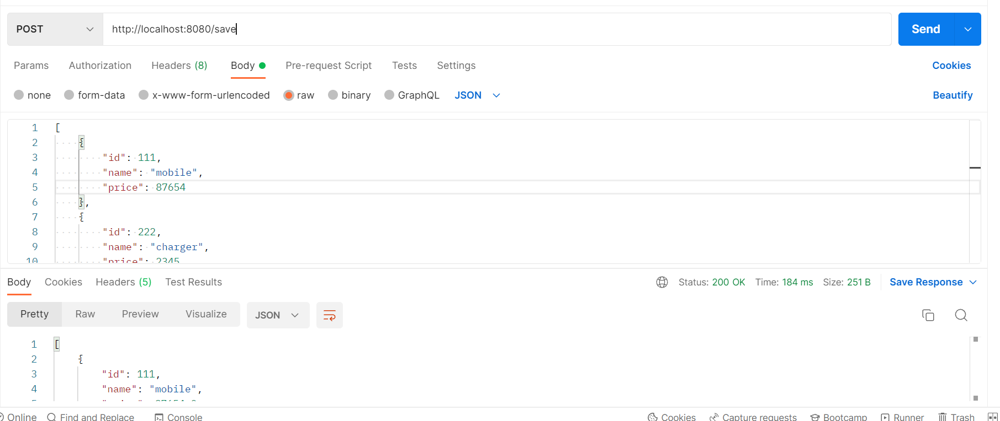 POST http://localhost:8080/save Send
Params Authorization Headers (8) Body Pre-request Script Tests Settings Cookies
none form-data x-www-form-urlencoded raw binary GraphQL JSON Beautify
1 [
2 {
3 "id": 111,
4 "name": "mobile",
5 "price": 87654
6 },
7 {
8 "id": 222,
9 "name": "charger",
10 "price": 2345
Body Cookies Headers (5) Test Results Status: 200 OK Time: 184 ms Size: 251 B Save Response
Pretty Raw Preview Visualize JSON
1 [
2 {
3 "id": 111,
4 "name": "mobile",
Online Find and Replace Console Cookies Capture requests Bootcamp Runner Trash